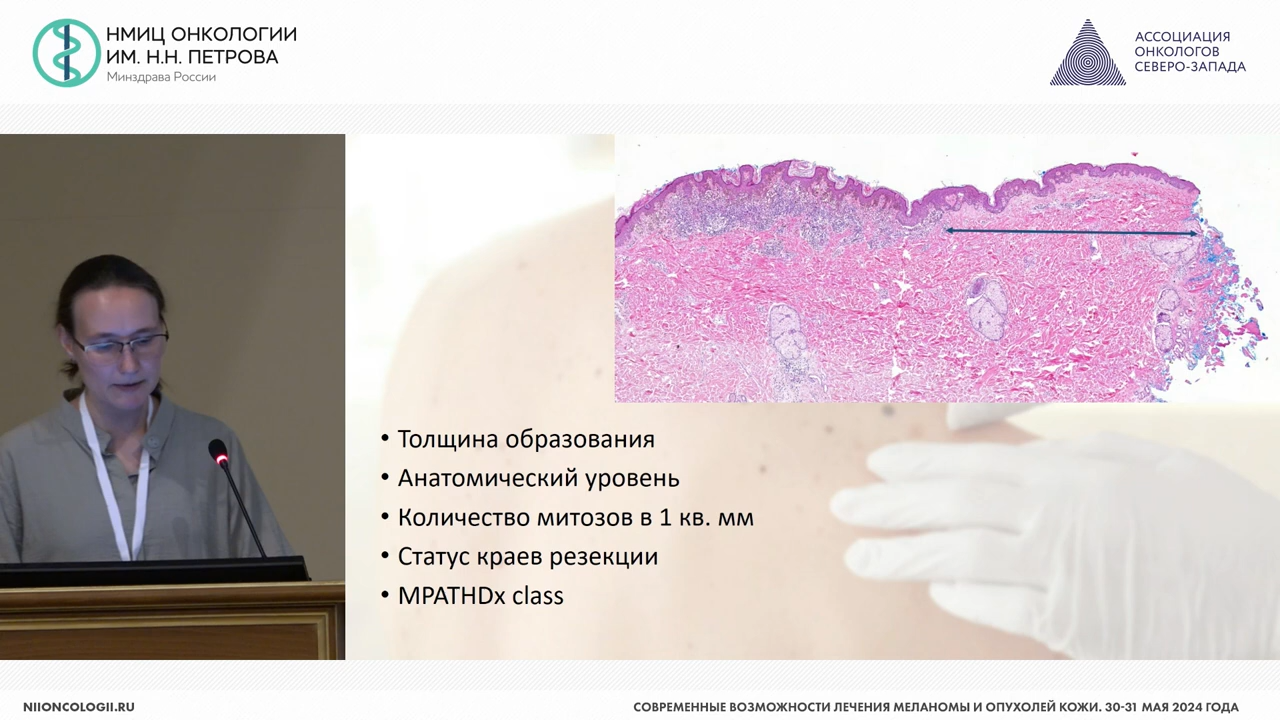 НМИЦ ОНКОЛОГИИ
ИМ. Н.Н. ПЕТРОВА
Минздрава России
АССОЦИАЦИЯ
ОНКОЛОГОВ
СЕВЕРО-ЗАПАДА
• Толщина образования
• Анатомический уровень
• Количество митозов в 1 кв. мм
• Статус краев резекции
• MPATHDx class
NIIONCOLOGII.RU
СОВРЕМЕННЫЕ ВОЗМОЖНОСТИ ЛЕЧЕНИЯ МЕЛАНОМЫ И ОПУХОЛЕЙ КОЖИ. 30-31 МАЯ 2024 ГОДА